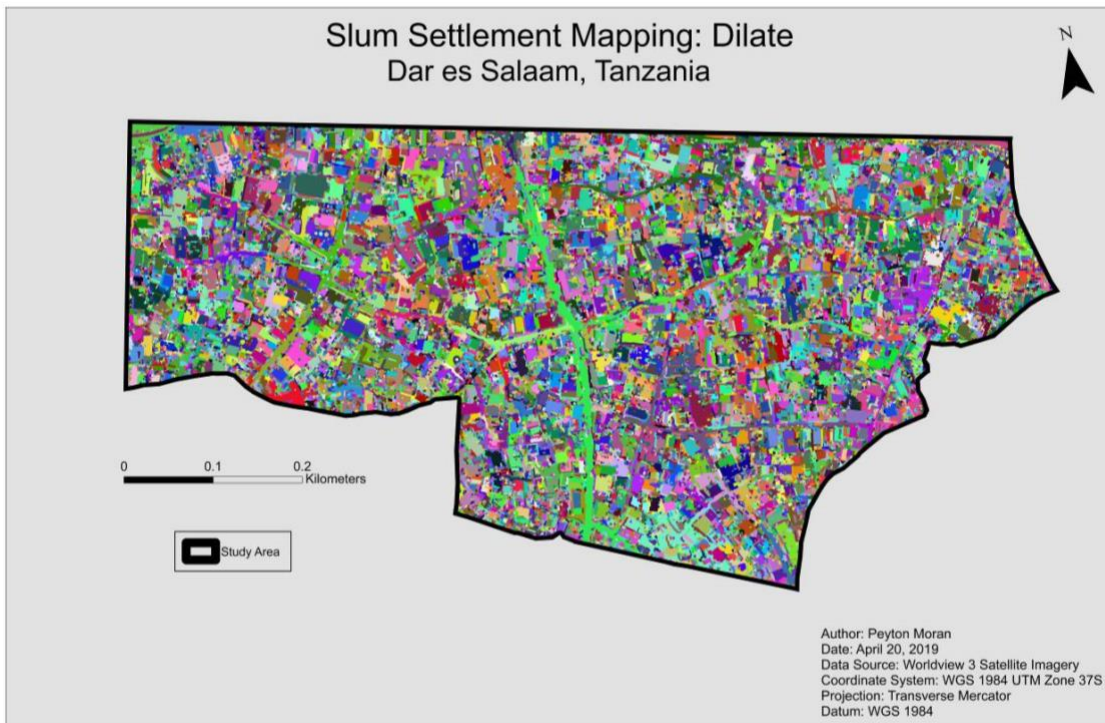 Slum Settlement Mapping: Dilate
Dar es Salaam, Tanzania
N
0 0.1 0.2
Kilometers
Study Area
Author: Peyton Moran
Date: April 20, 2019
Data Source: Worldview 3 Satellite Imagery
Coordinate System: WGS 1984 UTM Zone 37S
Projection: Transverse Mercator
Datum: WGS 1984